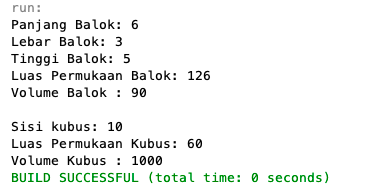 run:
Panjang Balok: 6
Lebar Balok: 3
Tinggi Balok: 5
Luas Permukaan Balok: 126
Volume Balok : 90
Sisi kubus: 10
Luas Permukaan Kubus: 60
Volume Kubus : 1000
BUILD SUCCESSFUL (total time: 0 seconds)